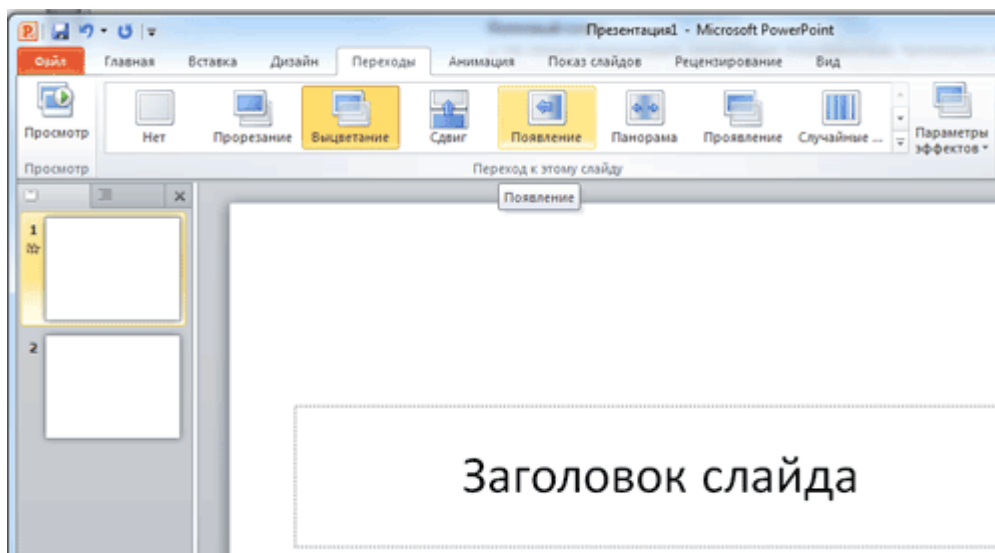 Презентация1 - Microsoft PowerPoint
Файл Главная Вставка Дизайн Переходы Анимация Показ слайдов Рецензирование Вид
Просмотр Нет Прорезание Выцветание Сдвиг Появление Панорама Проявление Случайные ... Параметры эффектов
Просмотр Переход к этому слайду
Появление
1
2
Заголовок слайда